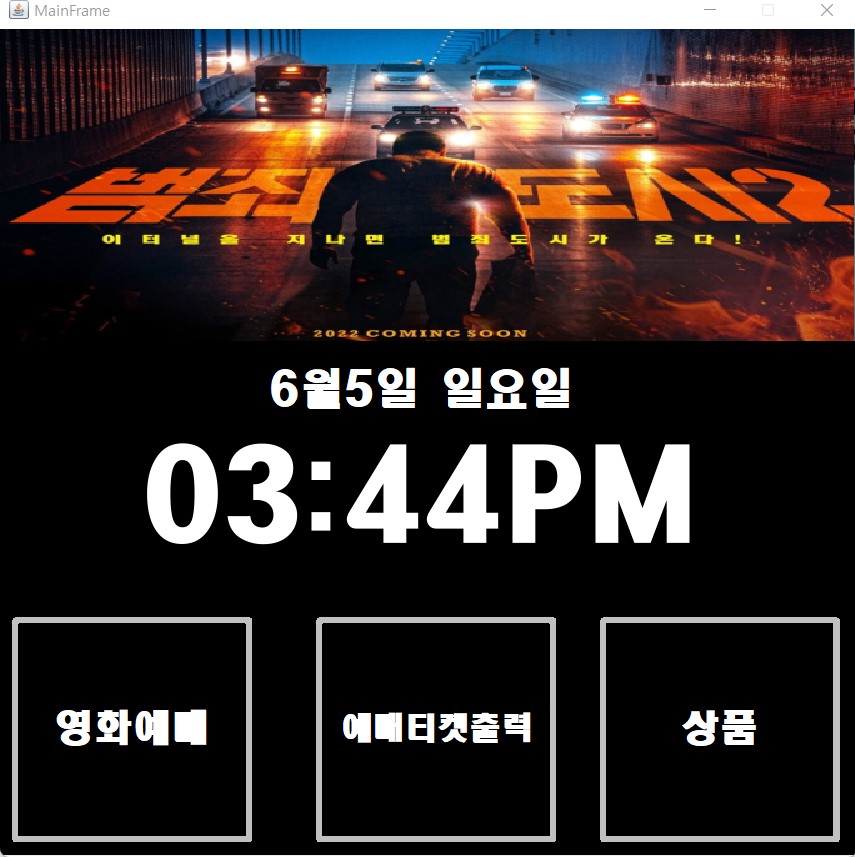 MainFrame
범죄도시2
이 터널을 지나면 범죄도시가 온다!
2022 COMING SOON
6월5일 일요일
03:44PM
영화예매
예매티켓출력
상품